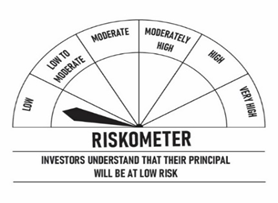 LOW
LOW TO
MODERATE
MODERATE
MODERATELY
HIGH
HIGH
VERY HIGH
RISKOMETER
INVESTORS UNDERSTAND THAT THEIR PRINCIPAL
WILL BE AT LOW RISK